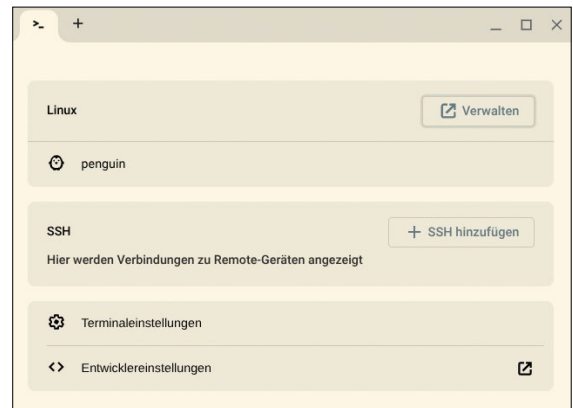 Linux
Verwalten
penguin
SSH
SSH hinzufügen
Hier werden Verbindungen zu Remote-Geräten angezeigt
Terminaleinstellungen
Entwicklereinstellungen